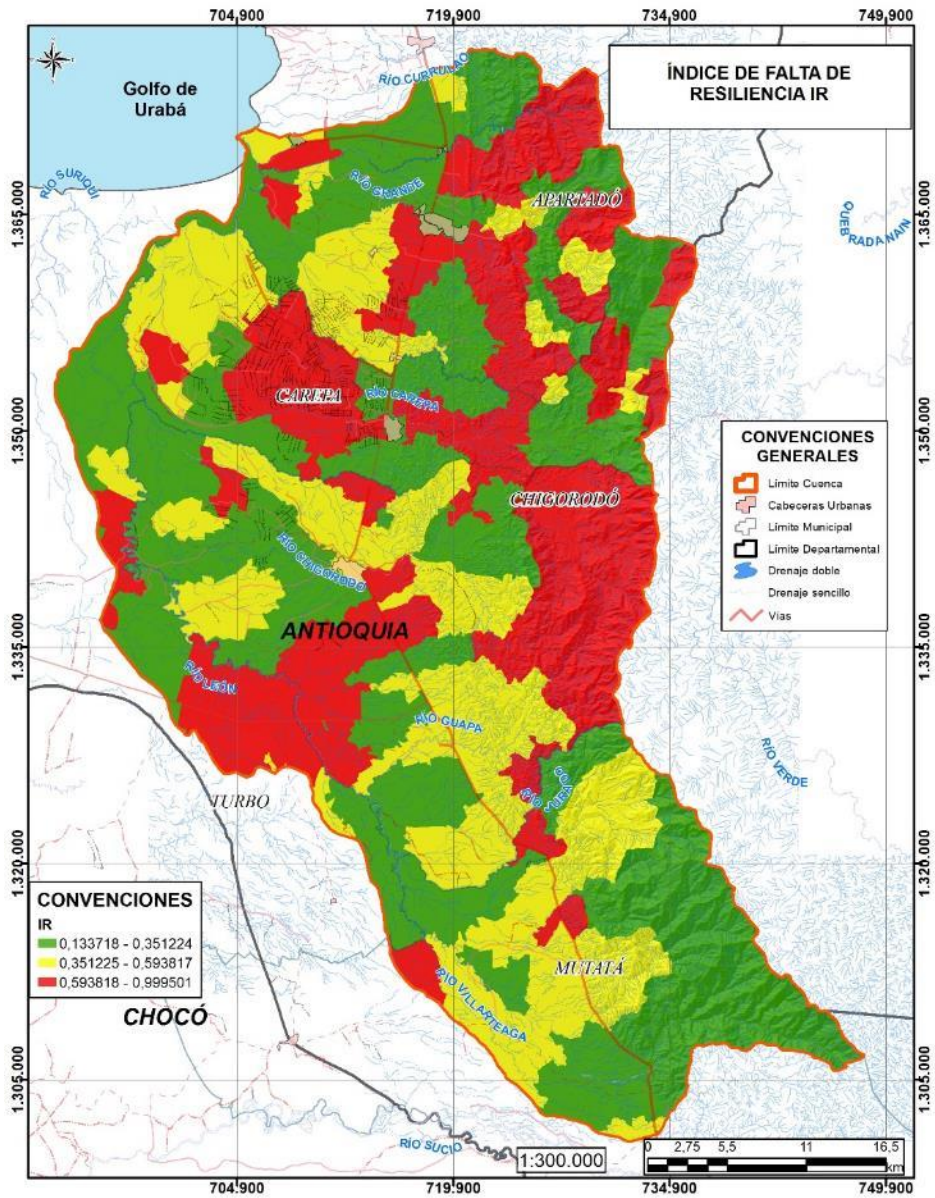 704,900
719,900
734,900
749,900
ÍNDICE DE FALTA DE
RESILIENCIA IR
Golfo de
Urabá
RÍO CURRULAO
RÍO SURIQUI
RÍO GRANDE
APARTADÓ
QUEBRADA NAIN
1.365.000
1.365.000
CAREPA
RÍO CAREPA
1.350.000
1.350.000
CHIGORODÓ
RÍO CHIGORODO
CONVENCIONES
GENERALES
Límite Cuenca
Cabeceras Urbanas
Límite Municipal
Límite Departamental
Drenaje doble
Drenaje sencillo
Vías
ANTIOQUIA
1.335.000
1.335.000
RÍO LEÓN
RÍO GUAPA
RÍO VERDE
RÍO JURADO
TURBO
1.320.000
1.320.000
CONVENCIONES
IR
0,133718 - 0,351224
0,351225 - 0,593817
0,593818 - 0,999501
CHOCÓ
MUTATÁ
RÍO VILLARTEAGA
1.305.000
1.305.000
RÍO SUCIO
1:300.000
0 2,75 5,5 11 16,5
km
704,900
719,900
734,900
749,900